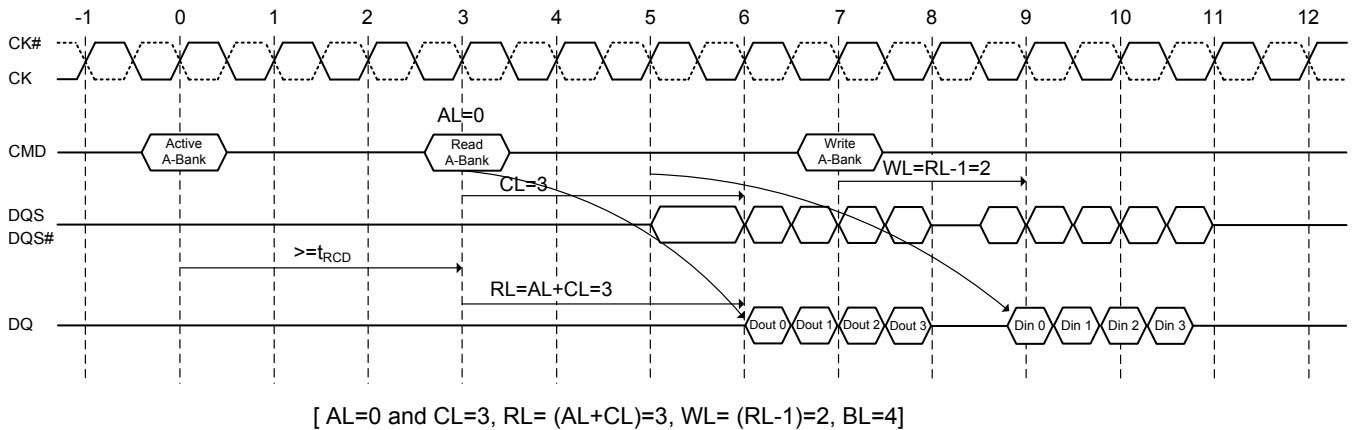 -1 0 1 2 3 4 5 6 7 8 9 10 11 12
CK#
CK
AL=0
CMD
Active
A-Bank
Read
A-Bank
Write
A-Bank
CL=3
WL=RL-1=2
DQS
DQS#
>=tRCD
RL=AL+CL=3
DQ
Dout 0 Dout 1 Dout 2 Dout 3 Din 0 Din 1 Din 2 Din 3
[ AL=0 and CL=3, RL= (AL+CL)=3, WL= (RL-1)=2, BL=4]